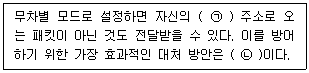 무차별 모드로 설정하면 자신의 ( ㉠ ) 주소로 오
는 패킷이 아닌 것도 전달받을 수 있다. 이를 방어
하기 위한 가장 효과적인 대처 방안은 ( ㉡ )이다.